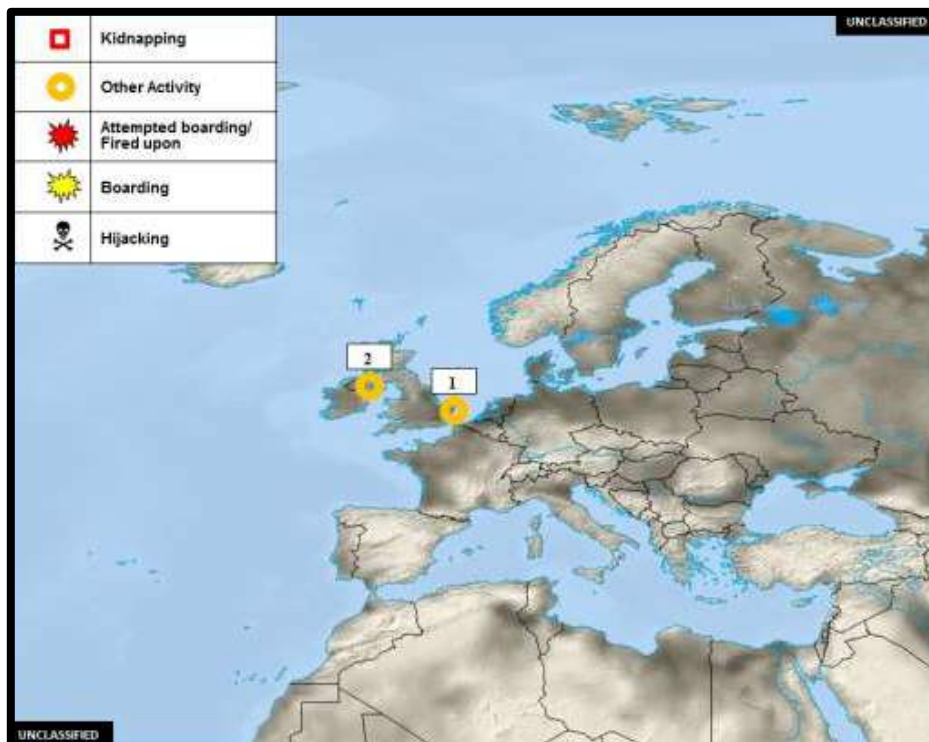 UNCLASSIFIED
Kidnapping
Other Activity
Attempted boarding/
Fired upon
Boarding
Hijacking
2
1
UNCLASSIFIED